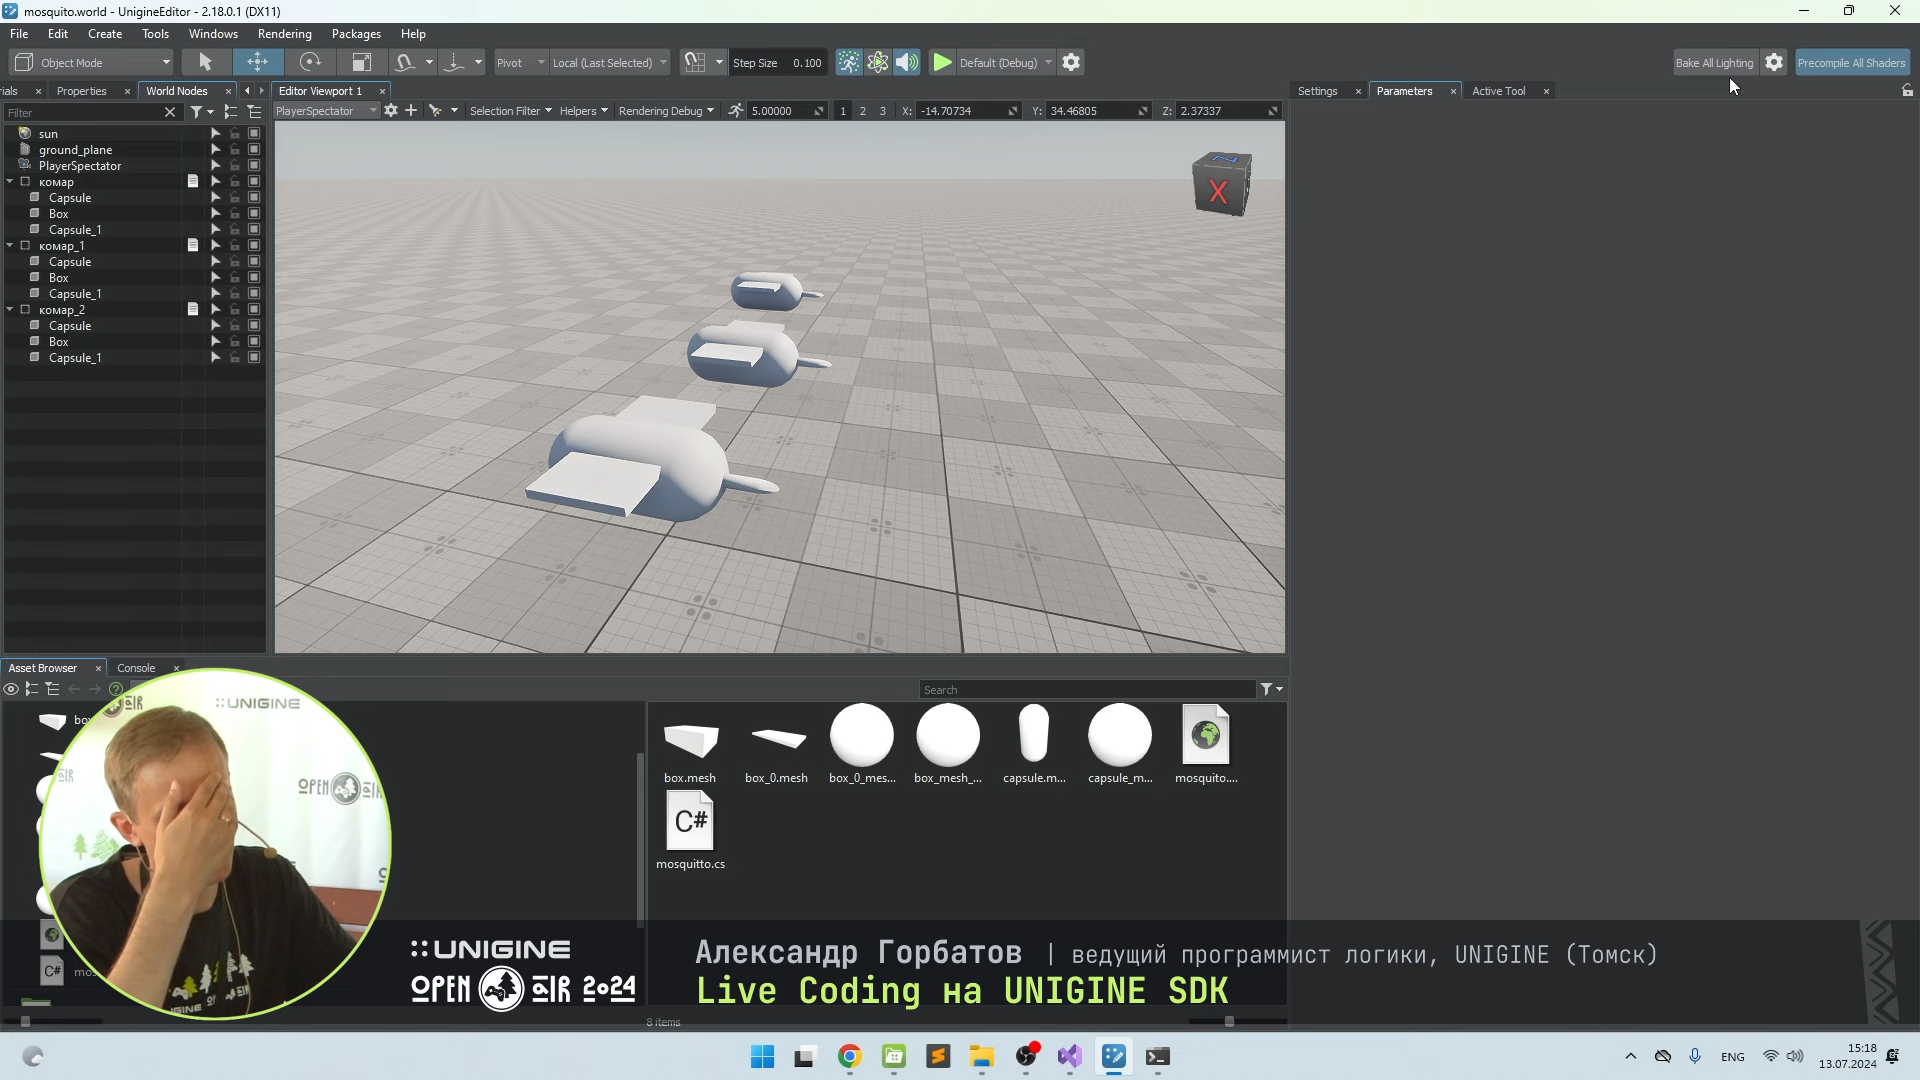 mosquito.world - UnigineEditor - 2.18.0.1 (DX11)
File Edit Create Tools Windows Rendering Packages Help
Object Mode Pivot Local (Last Selected) Step Size 0.100 Default (Debug) Bake All Lighting Precompile All Shaders
rials Properties World Nodes Editor Viewport 1 Settings Parameters Active Tool
Filter PlayerSpectator Selection Filter Helpers Rendering Debug 5.00000 1 2 3 X: -14.70734 Y: 34.46805 Z: 2.37337
sun
ground_plane
PlayerSpectator
комар
Capsule
Box
Capsule_1
комар_1
Capsule
Box
Capsule_1
комар_2
Capsule
Box
Capsule_1
Z
X
Asset Browser Console
Search
box.mesh box_0.mesh box_0_mes... box_mesh_... capsule.m... capsule_m... mosquito....
C#
mosquitto.cs
C# mos
UNIGINE
OPEN AIR
UNIGINE
OPEN AIR 2024
Александр Горбатов | ведущий программист логики, UNIGINE (Томск)
Live Coding на UNIGINE SDK
8 items
ENG
15:18
13.07.2024